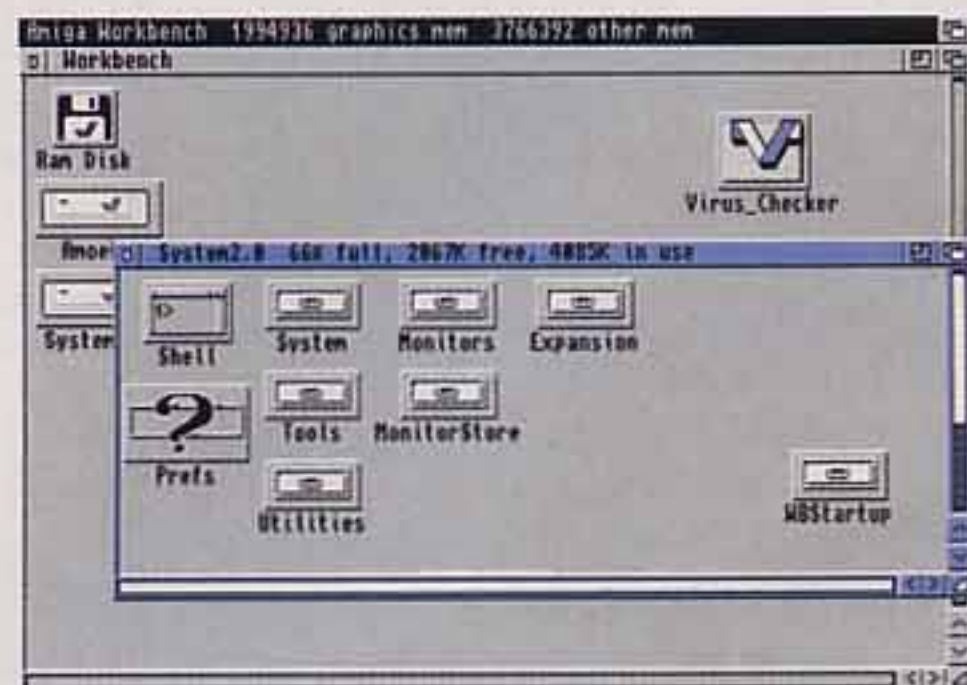 Amiga Workbench 1994936 graphics mem 3766392 other mem
Workbench
Ram Disk
Virus_Checker
System2.0 66% full, 2067K free, 4085K in use
System
Shell
System
Monitors
Expansion
Prefs
Tools
MonitorStore
Utilities
WBStartup